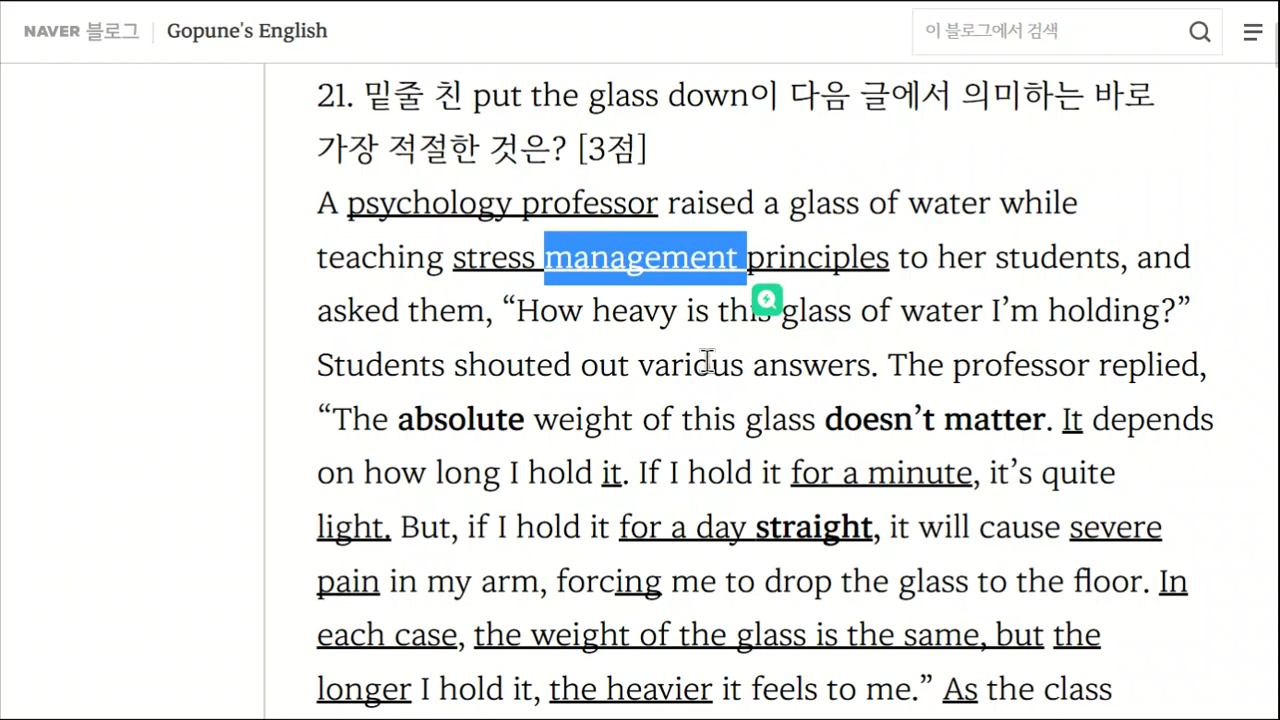 NAVER 블로그 Gopune's English 이 블로그에서 검색
21. 밑줄 친 put the glass down이 다음 글에서 의미하는 바로
가장 적절한 것은? [3점]
A psychology professor raised a glass of water while
teaching stress management principles to her students, and
asked them, “How heavy is this glass of water I’m holding?”
Students shouted out various answers. The professor replied,
“The absolute weight of this glass doesn’t matter. It depends
on how long I hold it. If I hold it for a minute, it’s quite
light. But, if I hold it for a day straight, it will cause severe
pain in my arm, forcing me to drop the glass to the floor. In
each case, the weight of the glass is the same, but the
longer I hold it, the heavier it feels to me.” As the class